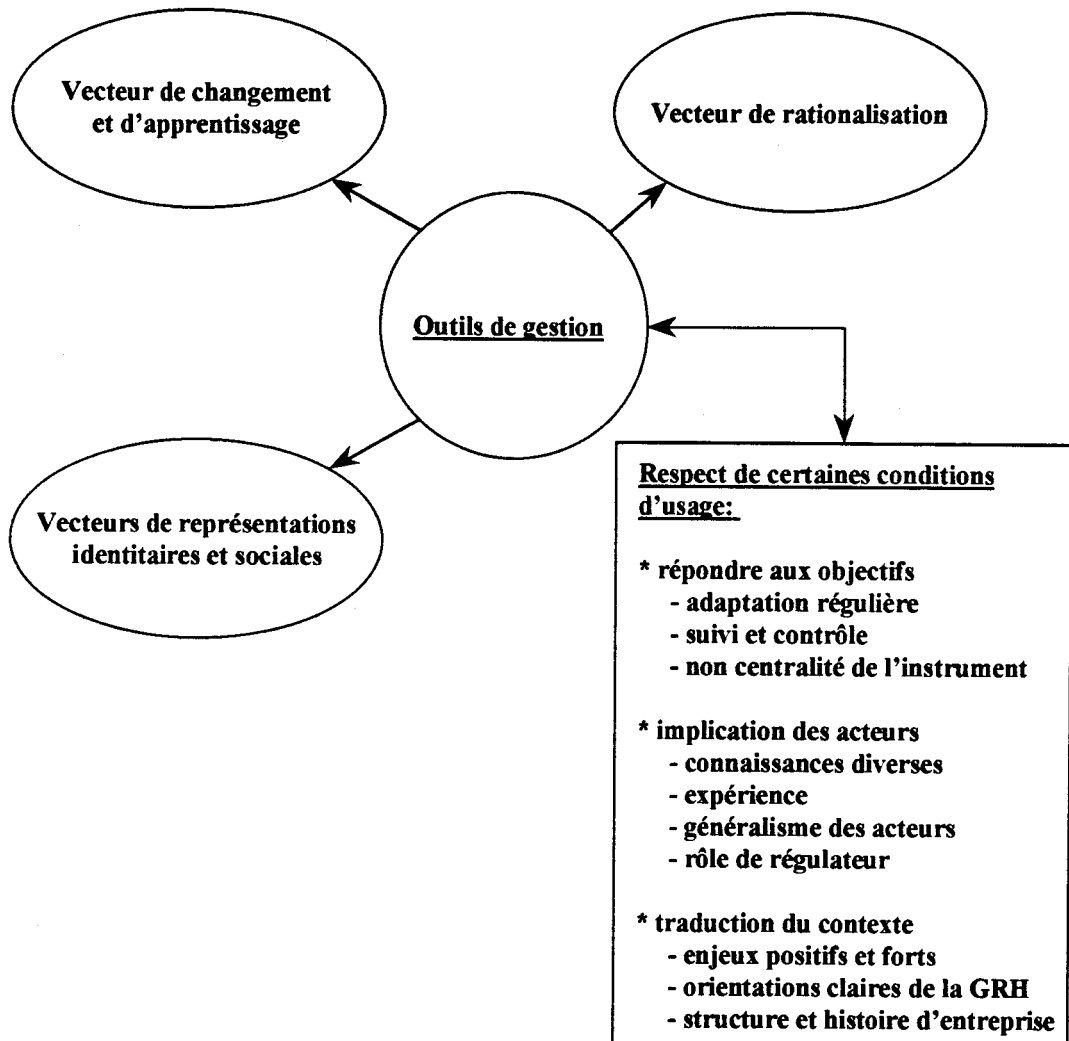 Vecteur de changement
et d'apprentissage
Vecteur de rationalisation
Outils de gestion
Vecteurs de représentations
identitaires et sociales
Respect de certaines conditions
d'usage:
* répondre aux objectifs
- adaptation régulière
- suivi et contrôle
- non centralité de l'instrument
* implication des acteurs
- connaissances diverses
- expérience
- généralisme des acteurs
- rôle de régulateur
* traduction du contexte
- enjeux positifs et forts
- orientations claires de la GRH
- structure et histoire d'entreprise